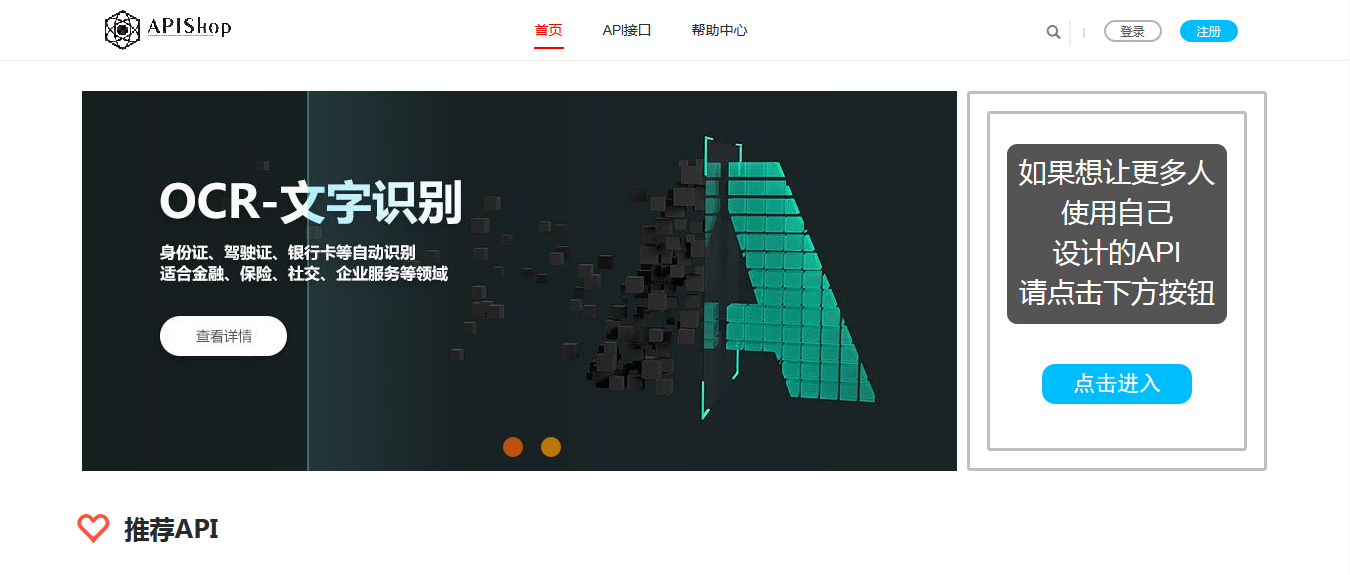 APIShop
首页
API接口
帮助中心
登录
注册
OCR-文字识别
身份证、驾驶证、银行卡等自动识别
适合金融、保险、社交、企业服务等领域
查看详情
如果想让更多人
使用自己
设计的API
请点击下方按钮
点击进入
推荐API